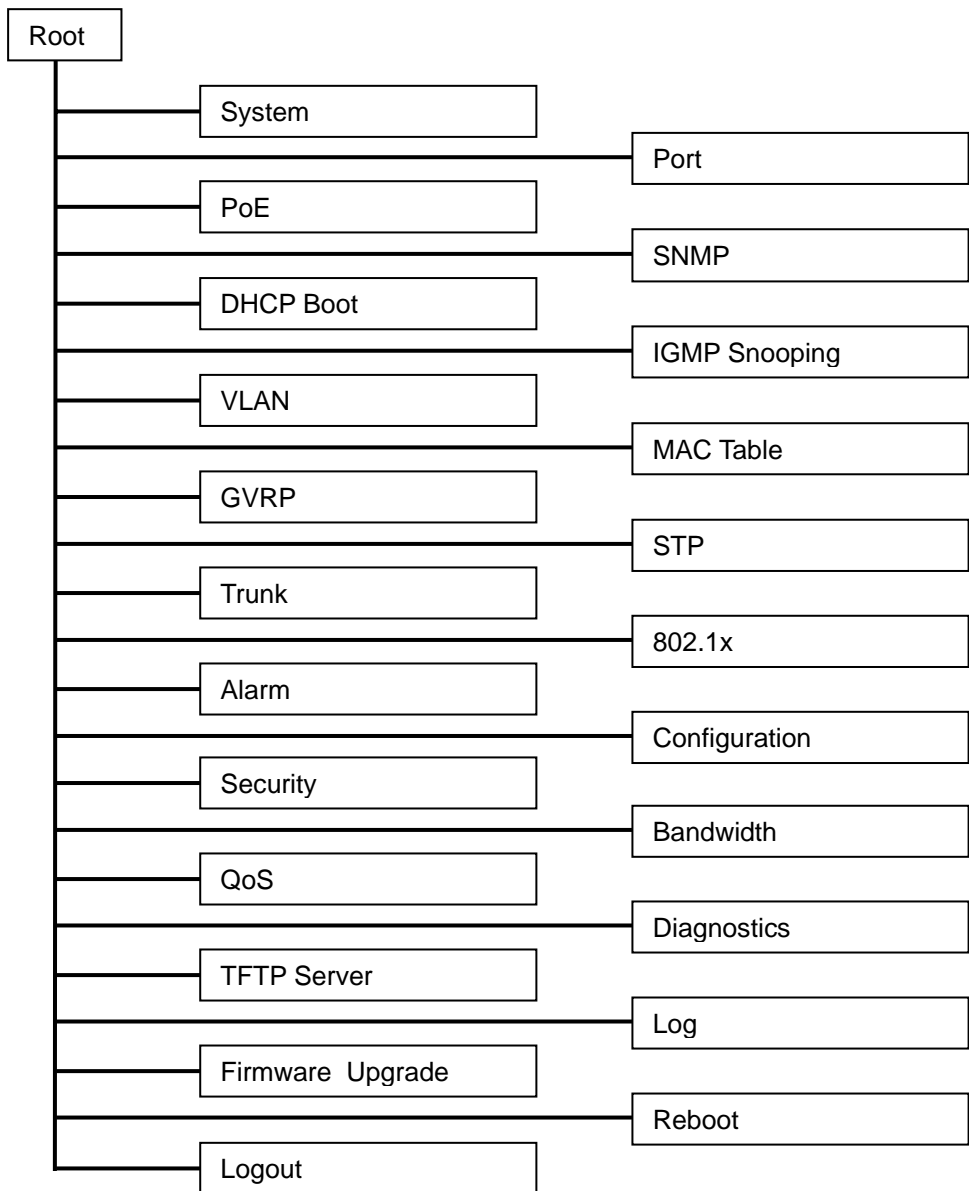 Root
System
Port
PoE
SNMP
DHCP Boot
IGMP Snooping
VLAN
MAC Table
GVRP
STP
Trunk
802.1x
Alarm
Configuration
Security
Bandwidth
QoS
Diagnostics
TFTP Server
Log
Firmware  Upgrade
Reboot
Logout